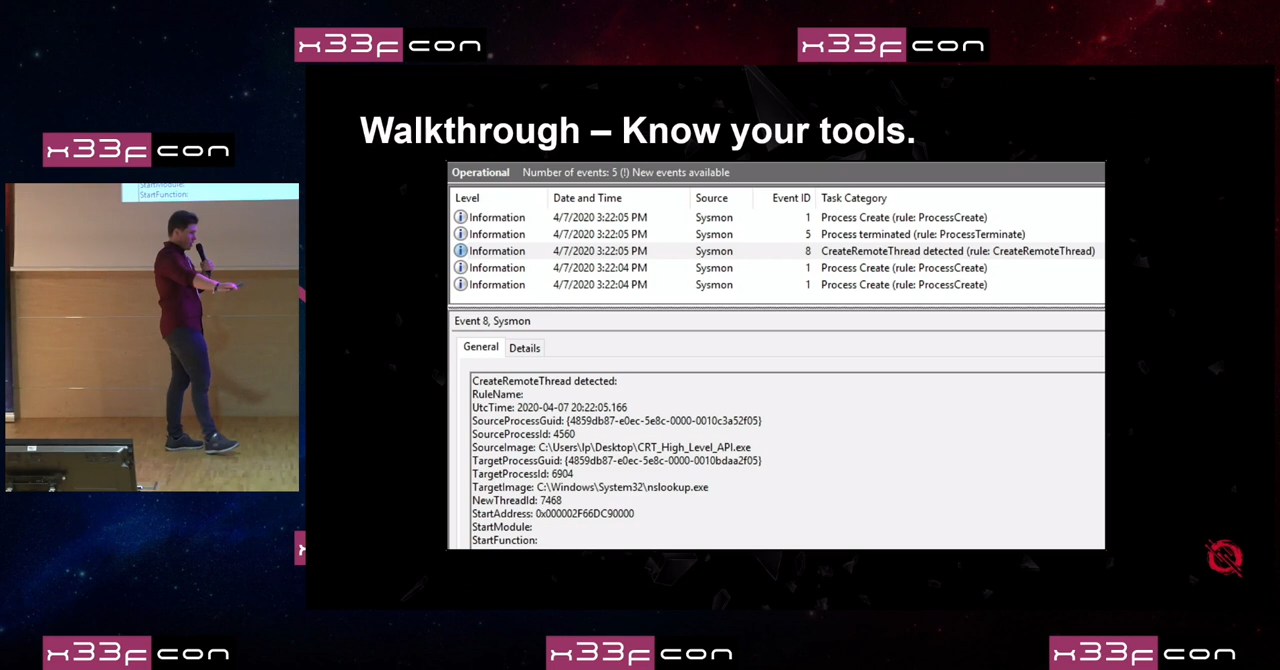 x33fcon
x33fcon
x33fcon
Walkthrough – Know your tools.
Operational Number of events: 5 (!) New events available
Level Date and Time Source Event ID Task Category
Information 4/7/2020 3:22:05 PM Sysmon 1 Process Create (rule: ProcessCreate)
Information 4/7/2020 3:22:05 PM Sysmon 5 Process terminated (rule: ProcessTerminate)
Information 4/7/2020 3:22:05 PM Sysmon 8 CreateRemoteThread detected (rule: CreateRemoteThread)
Information 4/7/2020 3:22:04 PM Sysmon 1 Process Create (rule: ProcessCreate)
Information 4/7/2020 3:22:04 PM Sysmon 1 Process Create (rule: ProcessCreate)
Event 8, Sysmon
General Details
CreateRemoteThread detected:
RuleName:
UtcTime: 2020-04-07 20:22:05.166
SourceProcessGuid: {4859db87-e0ec-5e8c-0000-0010c3a52f05}
SourceProcessId: 4560
SourceImage: C:\Users\lp\Desktop\CRT_High_Level_API.exe
TargetProcessGuid: {4859db87-e0ec-5e8c-0000-0010bdaa2f05}
TargetProcessId: 6904
TargetImage: C:\Windows\System32\nslookup.exe
NewThreadId: 7468
StartAddress: 0x000002F66DC90000
StartModule:
StartFunction:
StartModule:
StartFunction:
x33fcon
x33fcon
x33fcon